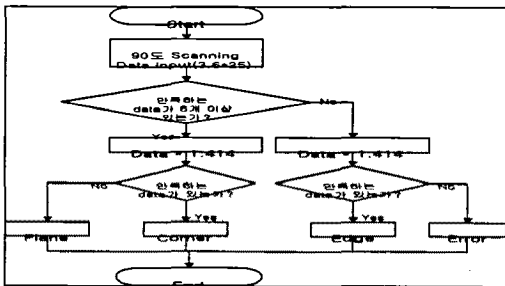 Start
90도 Scanning
Data Input(3.6*25)
만족하는
data가 6개 이상
있는가?
No
Yes
Data * 1.414
Data * 1.414
만족하는
data가 있는가?
만족하는
data가 있는가?
No
No
Yes
Yes
Plane
Corner
Edge
Error
End